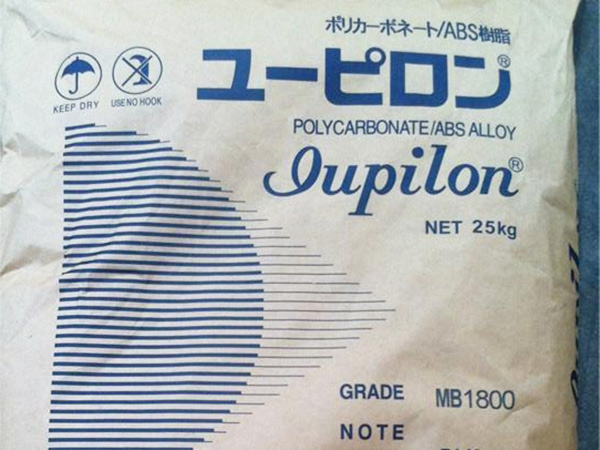 ポリカーボネート/ABS樹脂
ユーピロン®
KEEP DRY
USE NO HOOK
POLYCARBONATE/ABS ALLOY
Iupilon®
NET 25kg
GRADE MB1800
NOTE